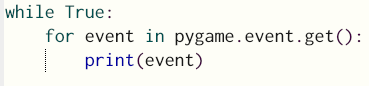 while True:
    for event in pygame.event.get():
        print(event)